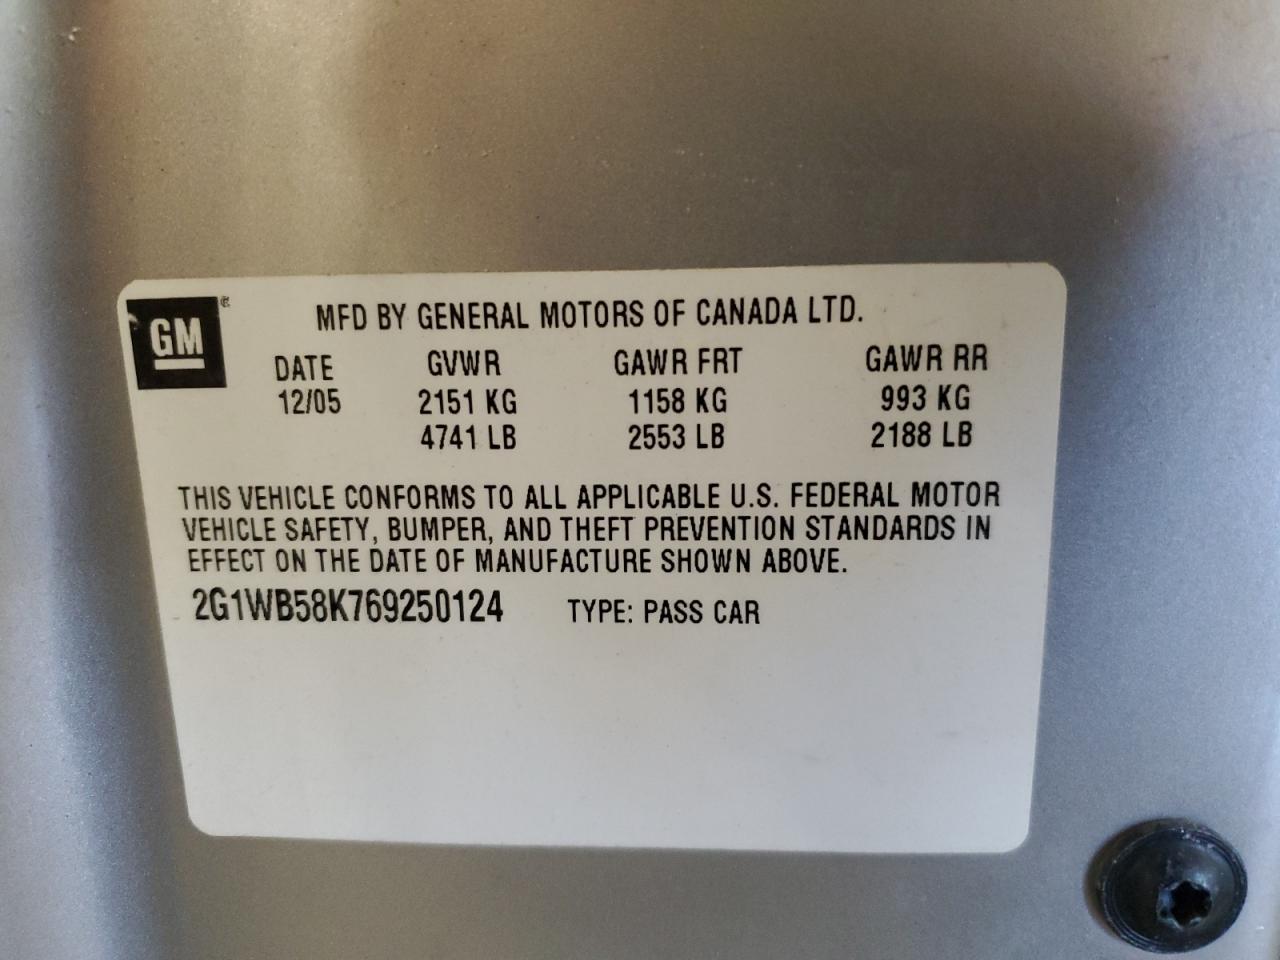 GM®
MFD BY GENERAL MOTORS OF CANADA LTD.
DATE GVWR GAWR FRT GAWR RR
12/05 2151 KG 1158 KG 993 KG
4741 LB 2553 LB 2188 LB
THIS VEHICLE CONFORMS TO ALL APPLICABLE U.S. FEDERAL MOTOR
VEHICLE SAFETY, BUMPER, AND THEFT PREVENTION STANDARDS IN
EFFECT ON THE DATE OF MANUFACTURE SHOWN ABOVE.
2G1WB58K769250124 TYPE: PASS CAR